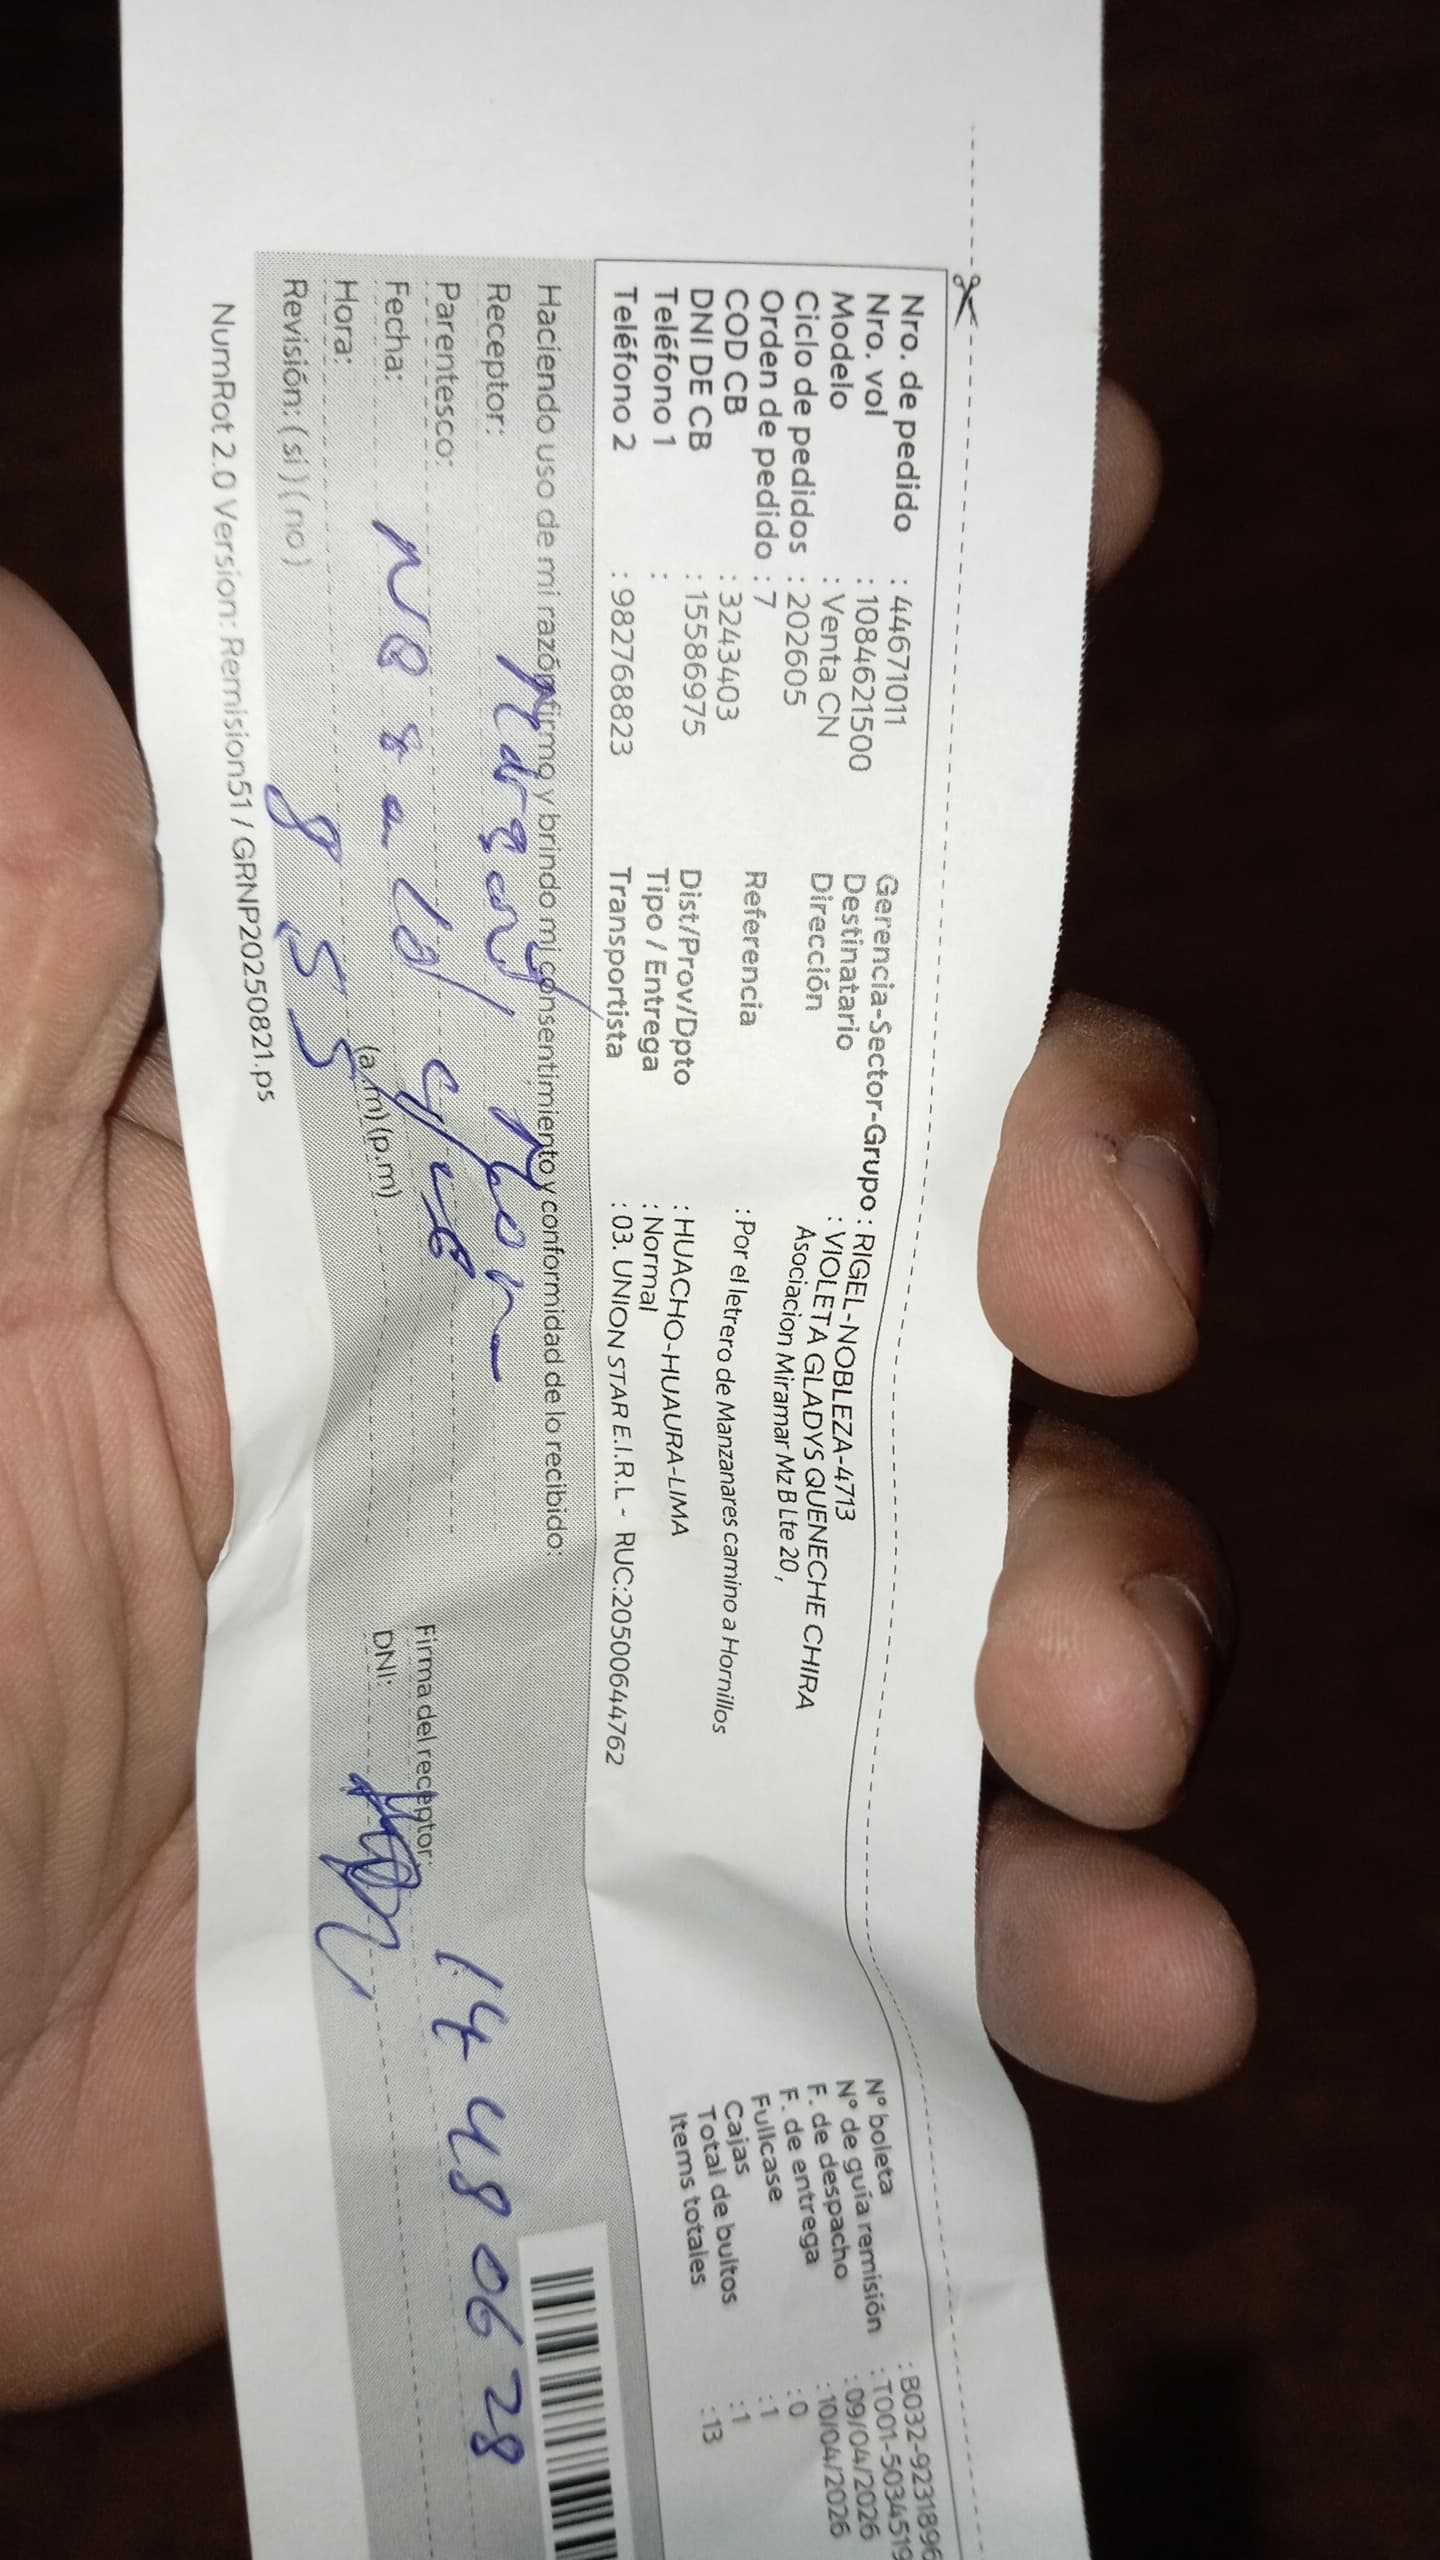 Nro. de pedido : 44671011
Nro. vol : 1084621500
Modelo : Venta CN
Ciclo de pedidos : 202605
Orden de pedido : 7
COD CB : 3243403
DNI DE CB : 15586975
Teléfono 1 :
Teléfono 2 : 982768823
Gerencia-Sector-Grupo : RIGEL-NOBLEZA-4713
Destinatario : VIOLETA GLADYS QUENECHE CHIRA
Dirección Asociacion Miramar Mz B Lte 20 ,
Referencia : Por el letrero de Manzanares camino a Hornillos
Dist/Prov/Dpto : HUACHO-HUAURA-LIMA
Tipo / Entrega : Normal
Transportista : 03. UNION STAR E.I.R.L - RUC:20500644762
N° boleta : B032-9231896
N° de guía remisión : T001-5034519
F. de despacho : 09/04/2026
F. de entrega : 10/04/2026
Fullcase : 0
Cajas : 1
Total de bultos : 1
Items totales : 13
Haciendo uso de mi razón firmo y brindo mi consentimiento y conformidad de lo recibido:
Receptor:
Parentesco:
Fecha:
Hora: 8 55 (a.m) (p.m)
Revisión: (si) (no)
Firma del receptor:
DNI:
14480628
NumRot 2.0 Version: Remision51 / GRNP20250821.ps